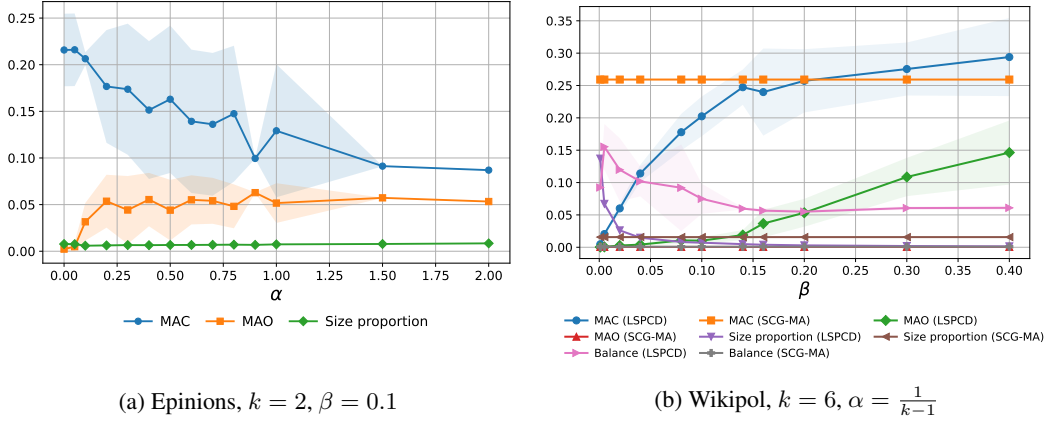 0.25
0.20
0.15
0.10
0.05
0.00
0.00 0.25 0.50 0.75 1.00 1.25 1.50 1.75 2.00
α
MAC MAO Size proportion
(a) Epinions, k = 2, β = 0.1
0.35
0.30
0.25
0.20
0.15
0.10
0.05
0.00
0.00 0.05 0.10 0.15 0.20 0.25 0.30 0.35 0.40
β
MAC (LSPCD) MAC (SCG-MA) MAO (LSPCD)
MAO (SCG-MA) Size proportion (LSPCD) Size proportion (SCG-MA)
Balance (LSPCD) Balance (SCG-MA)
(b) Wikipol, k = 6, α = 1/(k−1)